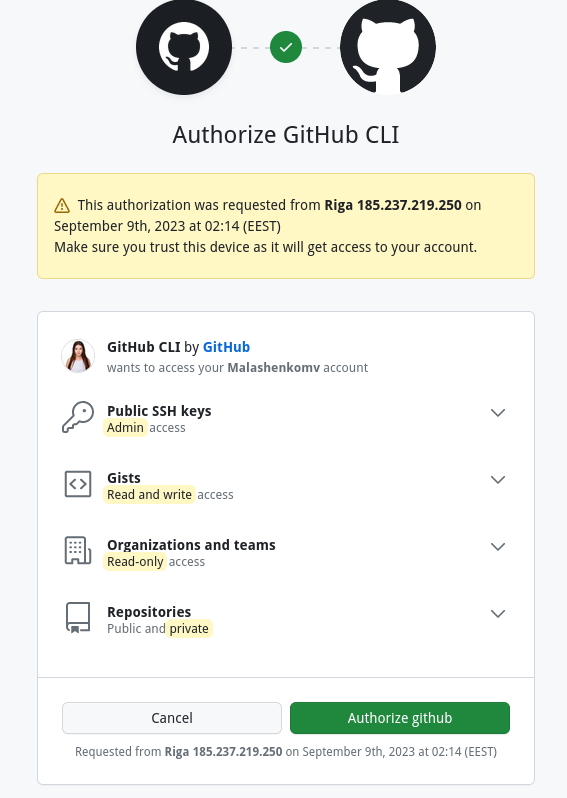 Authorize GitHub CLI
This authorization was requested from Riga 185.237.219.250 on
September 9th, 2023 at 02:14 (EEST)
Make sure you trust this device as it will get access to your account.
GitHub CLI by GitHub
wants to access your Malashenkomv account
Public SSH keys
Admin access
Gists
Read and write access
Organizations and teams
Read-only access
Repositories
Public and private
Cancel
Authorize github
Requested from Riga 185.237.219.250 on September 9th, 2023 at 02:14 (EEST)